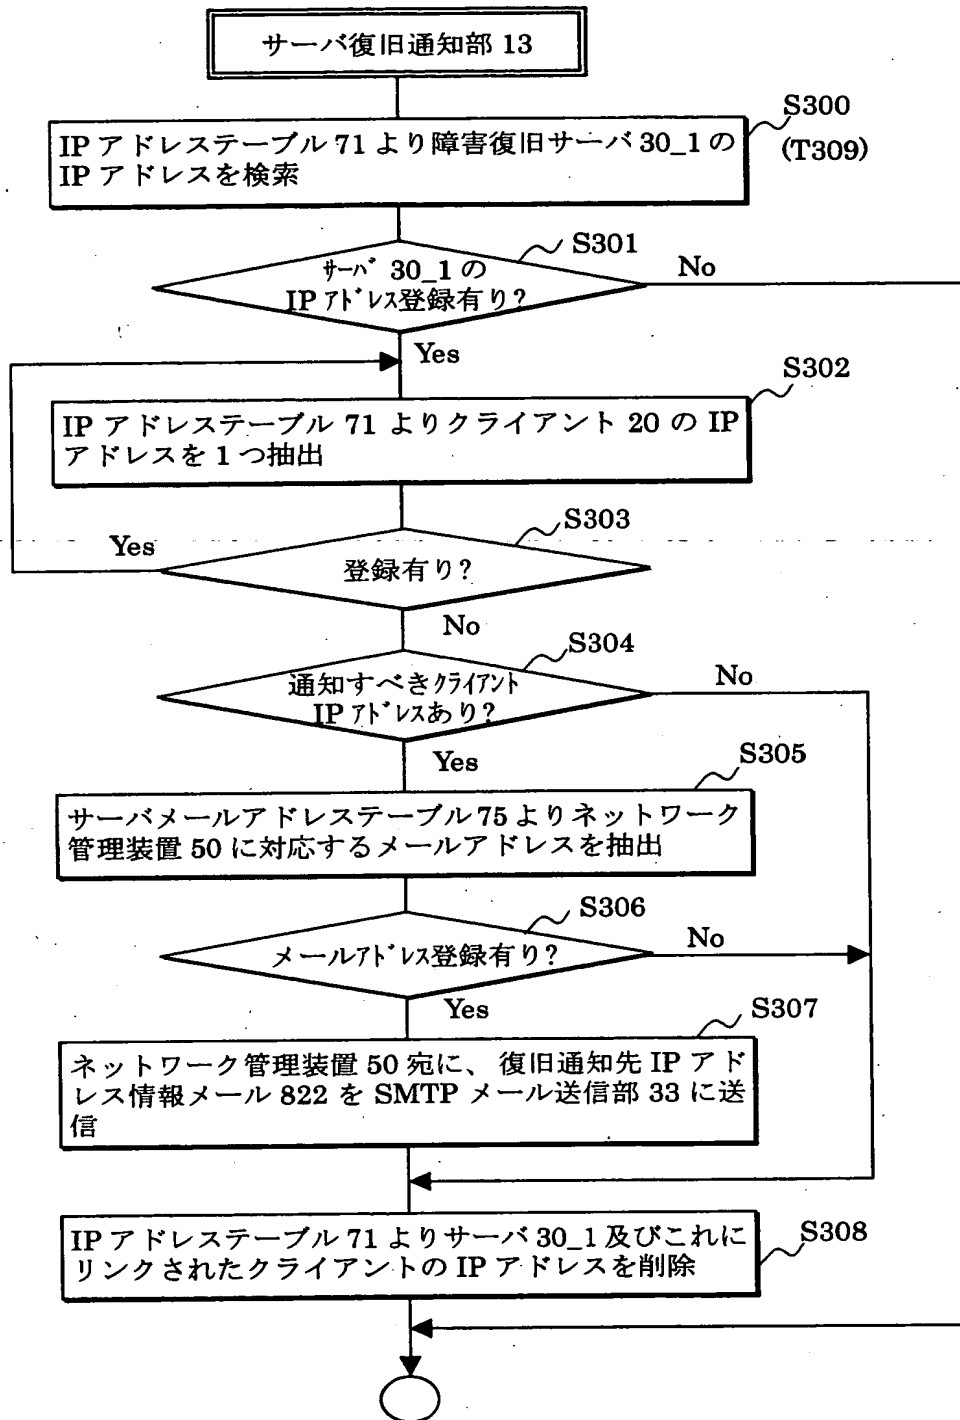 サーバ復旧通知部 13
S300
(T309)
IP アドレステーブル 71 より障害復旧サーバ 30_1 の
IP アドレスを検索
S301
サーバ 30_1 の
IP アドレス登録有り?
No
Yes
S302
IP アドレステーブル 71 よりクライアント 20 の IP
アドレスを 1 つ抽出
S303
Yes
登録有り?
No
S304
通知すべきクライアント
IP アドレスあり?
No
Yes
S305
サーバメールアドレステーブル 75 よりネットワーク
管理装置 50 に対応するメールアドレスを抽出
S306
メールアドレス登録有り?
No
Yes
S307
ネットワーク管理装置 50 宛に、復旧通知先 IP アド
レス情報メール 822 を SMTP メール送信部 33 に送
信
S308
IP アドレステーブル 71 よりサーバ 30_1 及びこれに
リンクされたクライアントの IP アドレスを削除